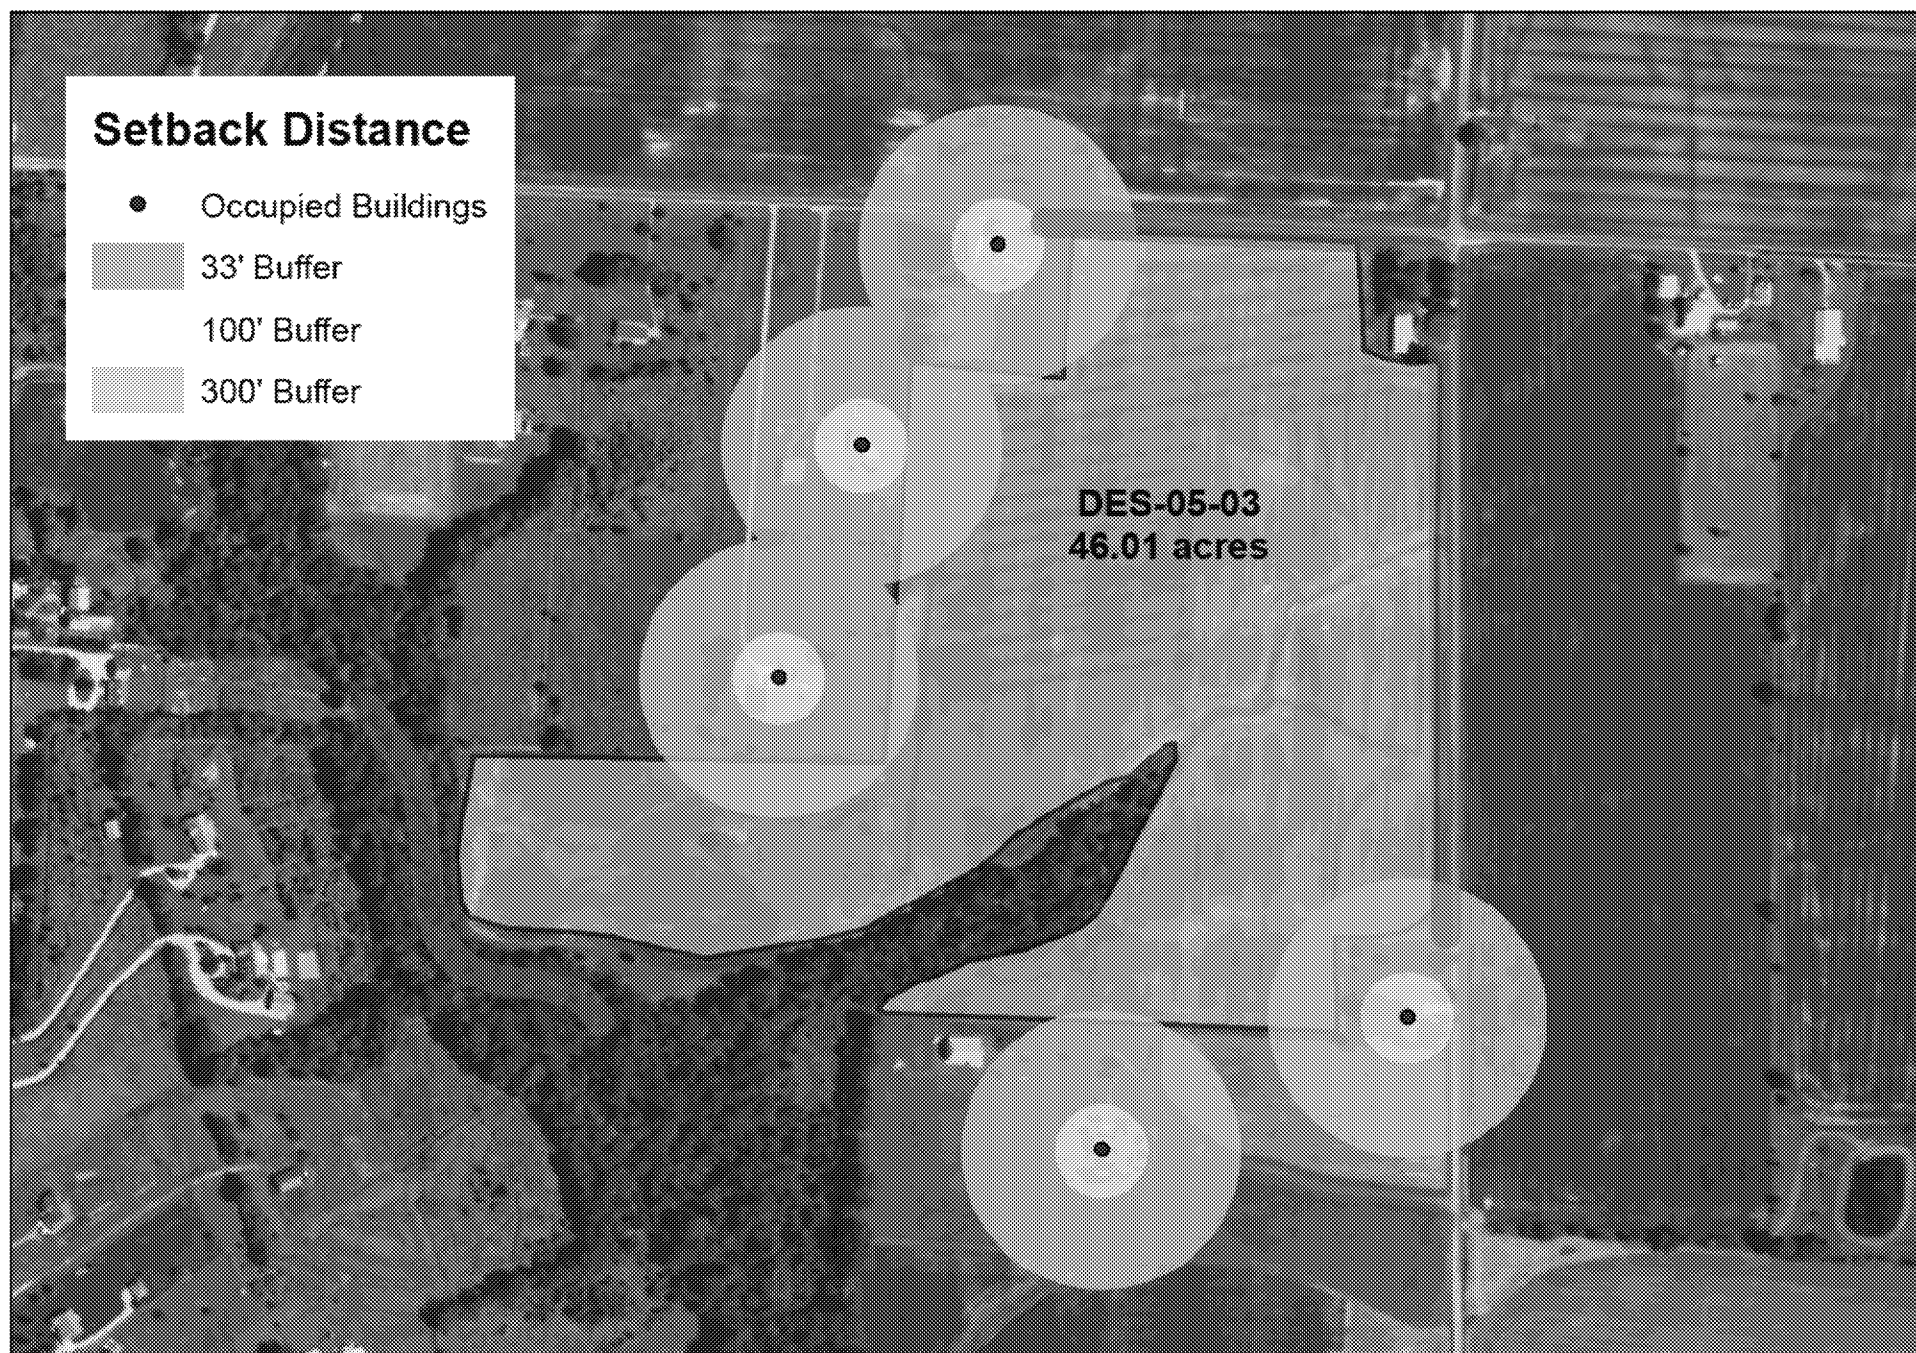 Setback Distance
Occupied Buildings
33' Buffer
100' Buffer
300' Buffer
DES-05-03
46.01 acres